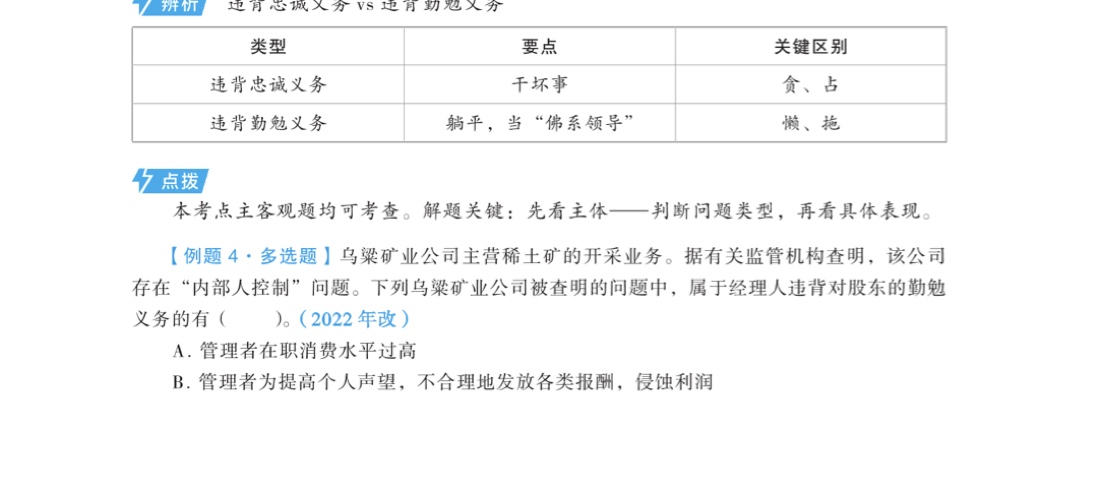 辨析 违背忠诚义务 vs 违背勤勉义务
类型 要点 关键区别
违背忠诚义务 干坏事 贪、占
违背勤勉义务 躺平，当“佛系领导” 懒、拖
点拨
本考点主客观题均可考查。解题关键：先看主体——判断问题类型，再看具体表现。
【例题 4·多选题】乌粱矿业公司主营稀土矿的开采业务。据有关监管机构查明，该公司
存在“内部人控制”问题。下列乌粱矿业公司被查明的问题中，属于经理人违背对股东的勤勉
义务的有（  ）。（2022 年改）
A. 管理者在职消费水平过高
B. 管理者为提高个人声望，不合理地发放各类报酬，侵蚀利润